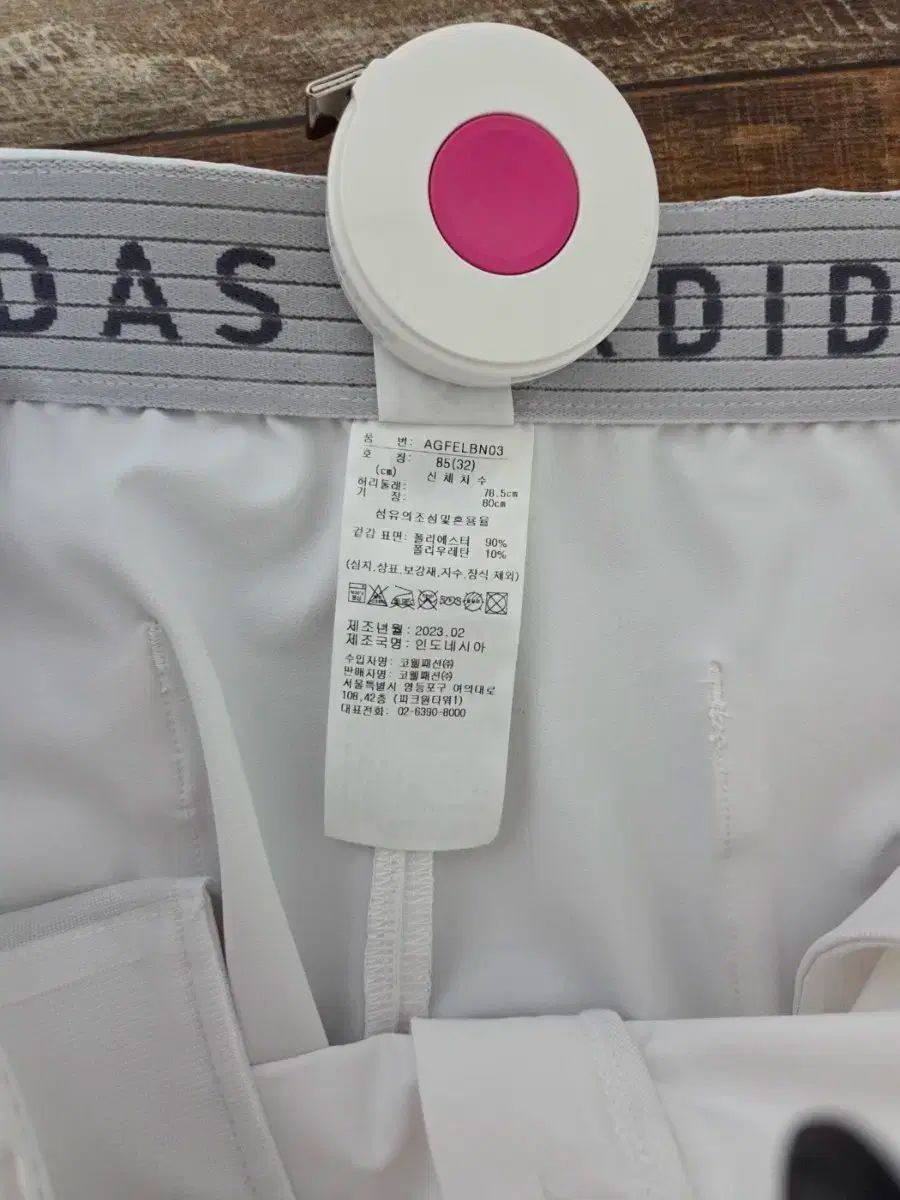 DAS
DID
품 번: AGFELBN03
호 칭: 85(32)
(cm) 신 체 치 수
허리둘레: 78.5cm
기 장: 80cm
섬유의조성및혼용율
겉감 표면: 폴리에스터 90%
폴리우레탄 10%
(심지,상표,보강재,자수,장식 제외)
제조년월: 2023.02
제조국명: 인도네시아
수입자명: 코웰패션㈜
판매자명: 코웰패션㈜
서울특별시 영등포구 여의대로
108,42층 (파크원타워1)
대표전화: 02-6390-8000